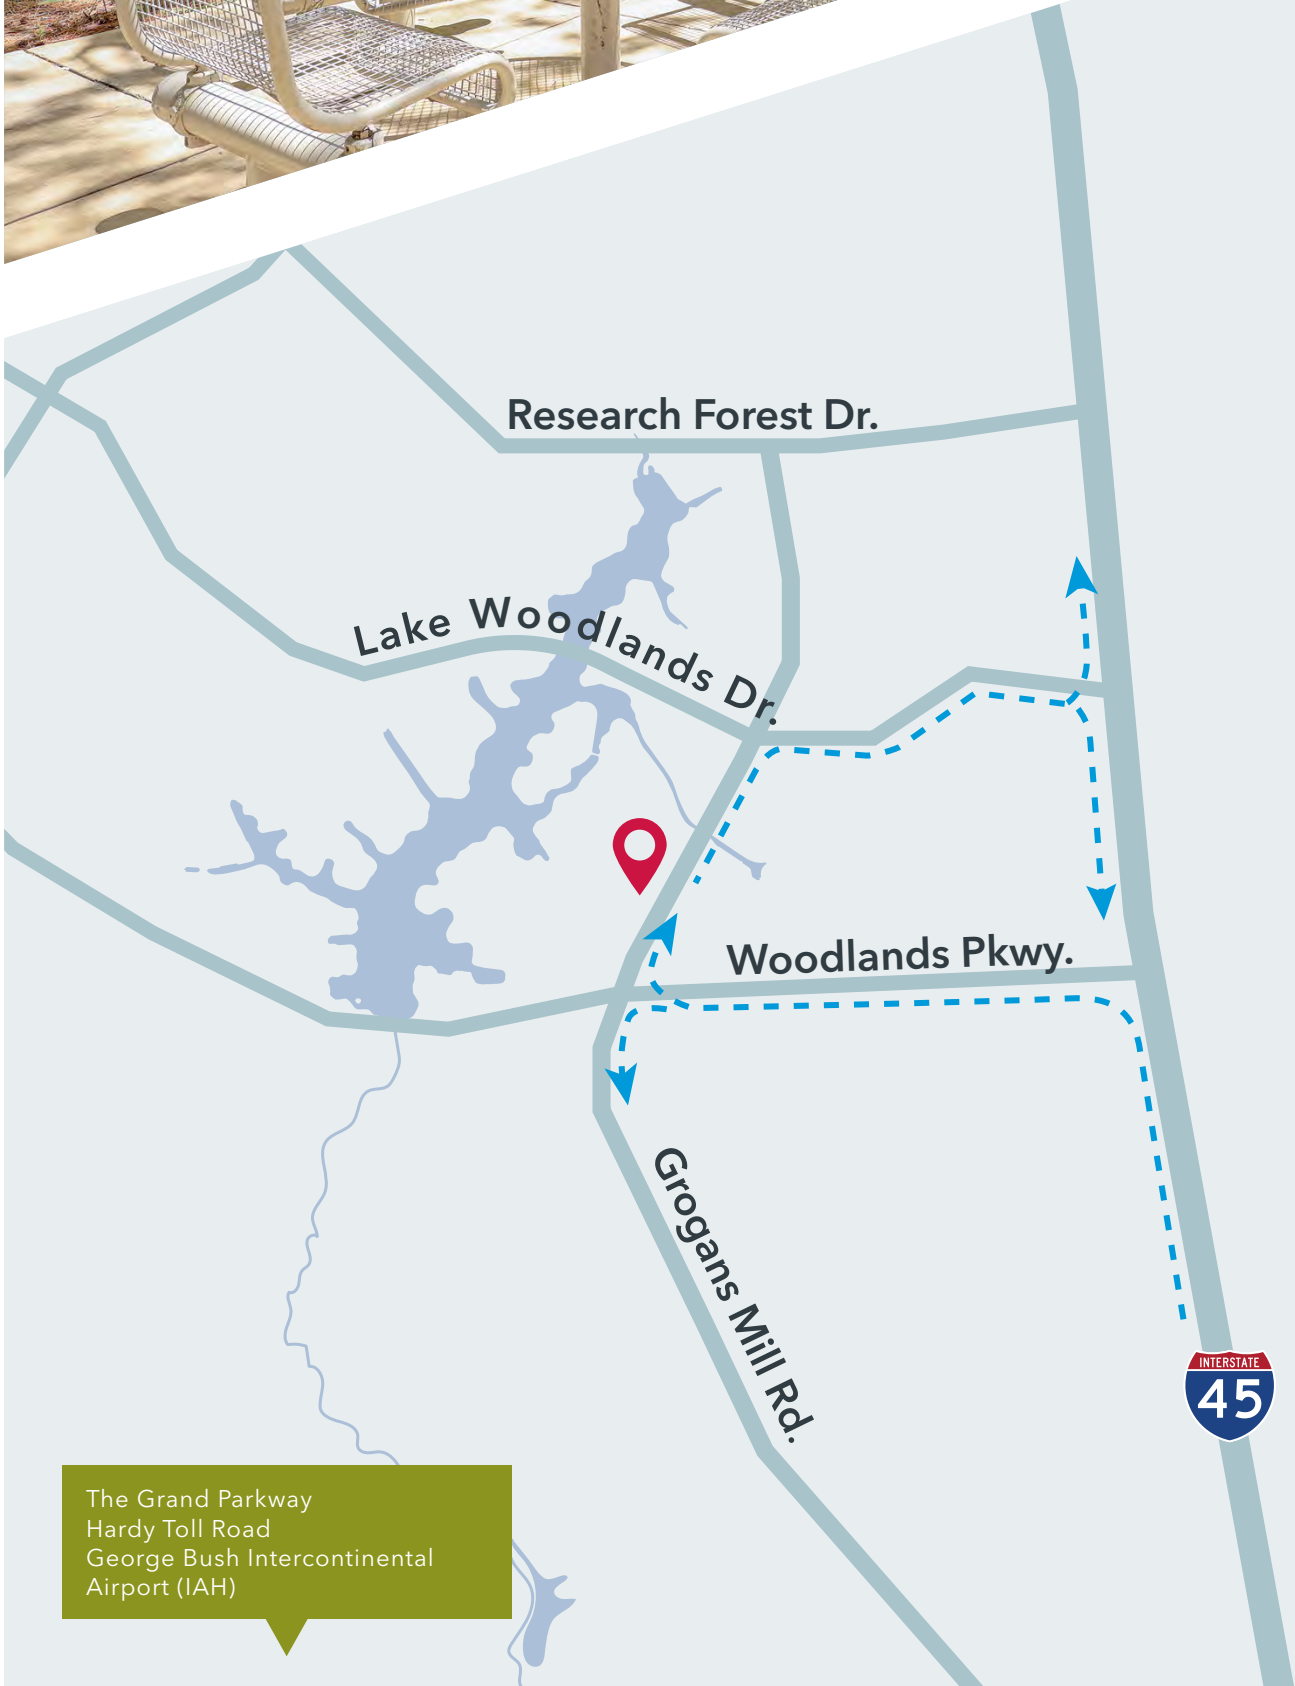 Research Forest Dr.
Lake Woodlands Dr.
Woodlands Pkwy.
Grogans Mill Rd.
INTERSTATE
45
The Grand Parkway
Hardy Toll Road
George Bush Intercontinental
Airport (IAH)